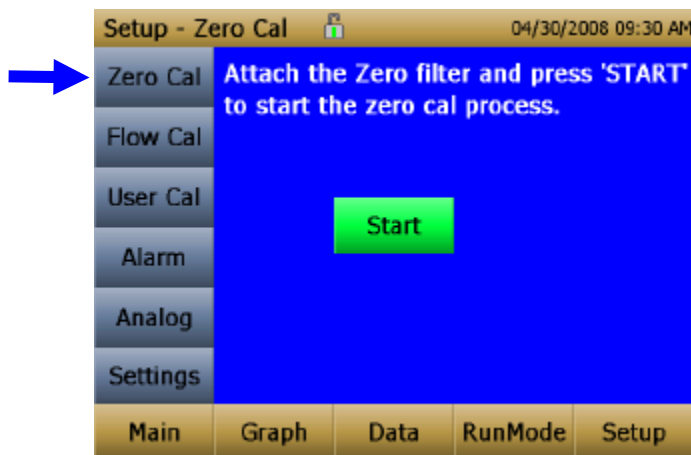 Setup - Zero Cal 04/30/2008 09:30 AM
Zero Cal
Flow Cal
User Cal
Alarm
Analog
Settings
Attach the Zero filter and press 'START'
to start the zero cal process.
Start
Main Graph Data RunMode Setup